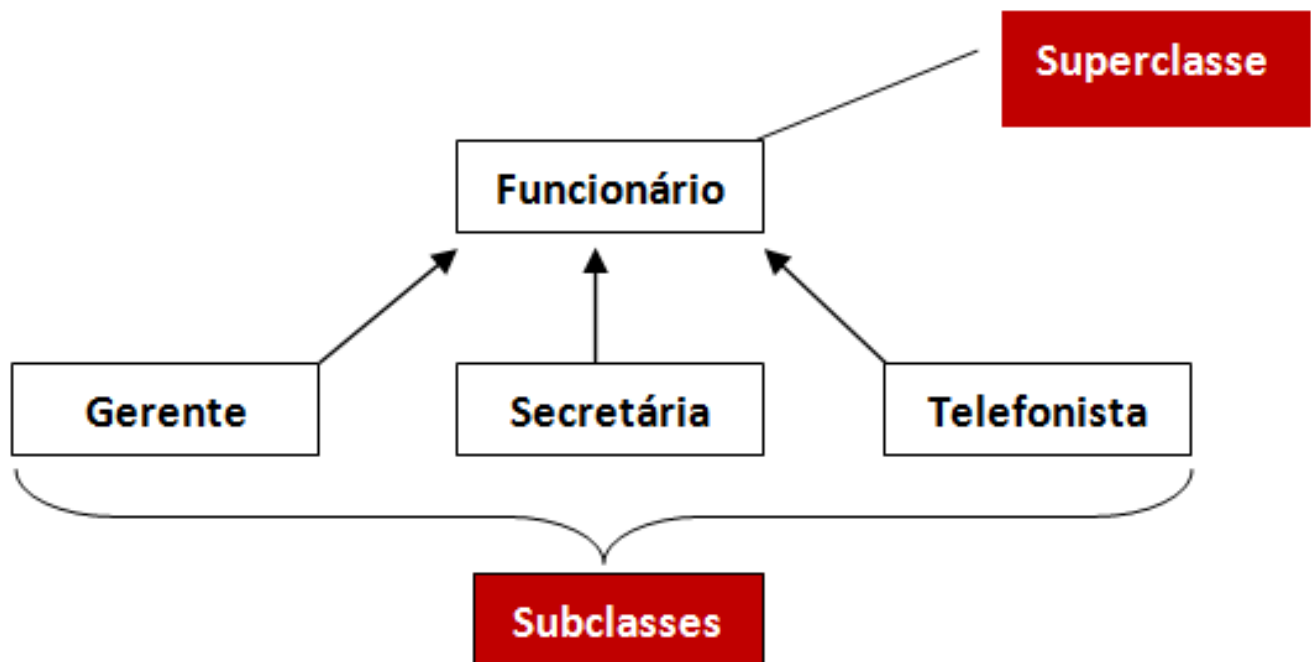 Superclasse
Funcionário
Gerente
Secretária
Telefonista
Subclasses